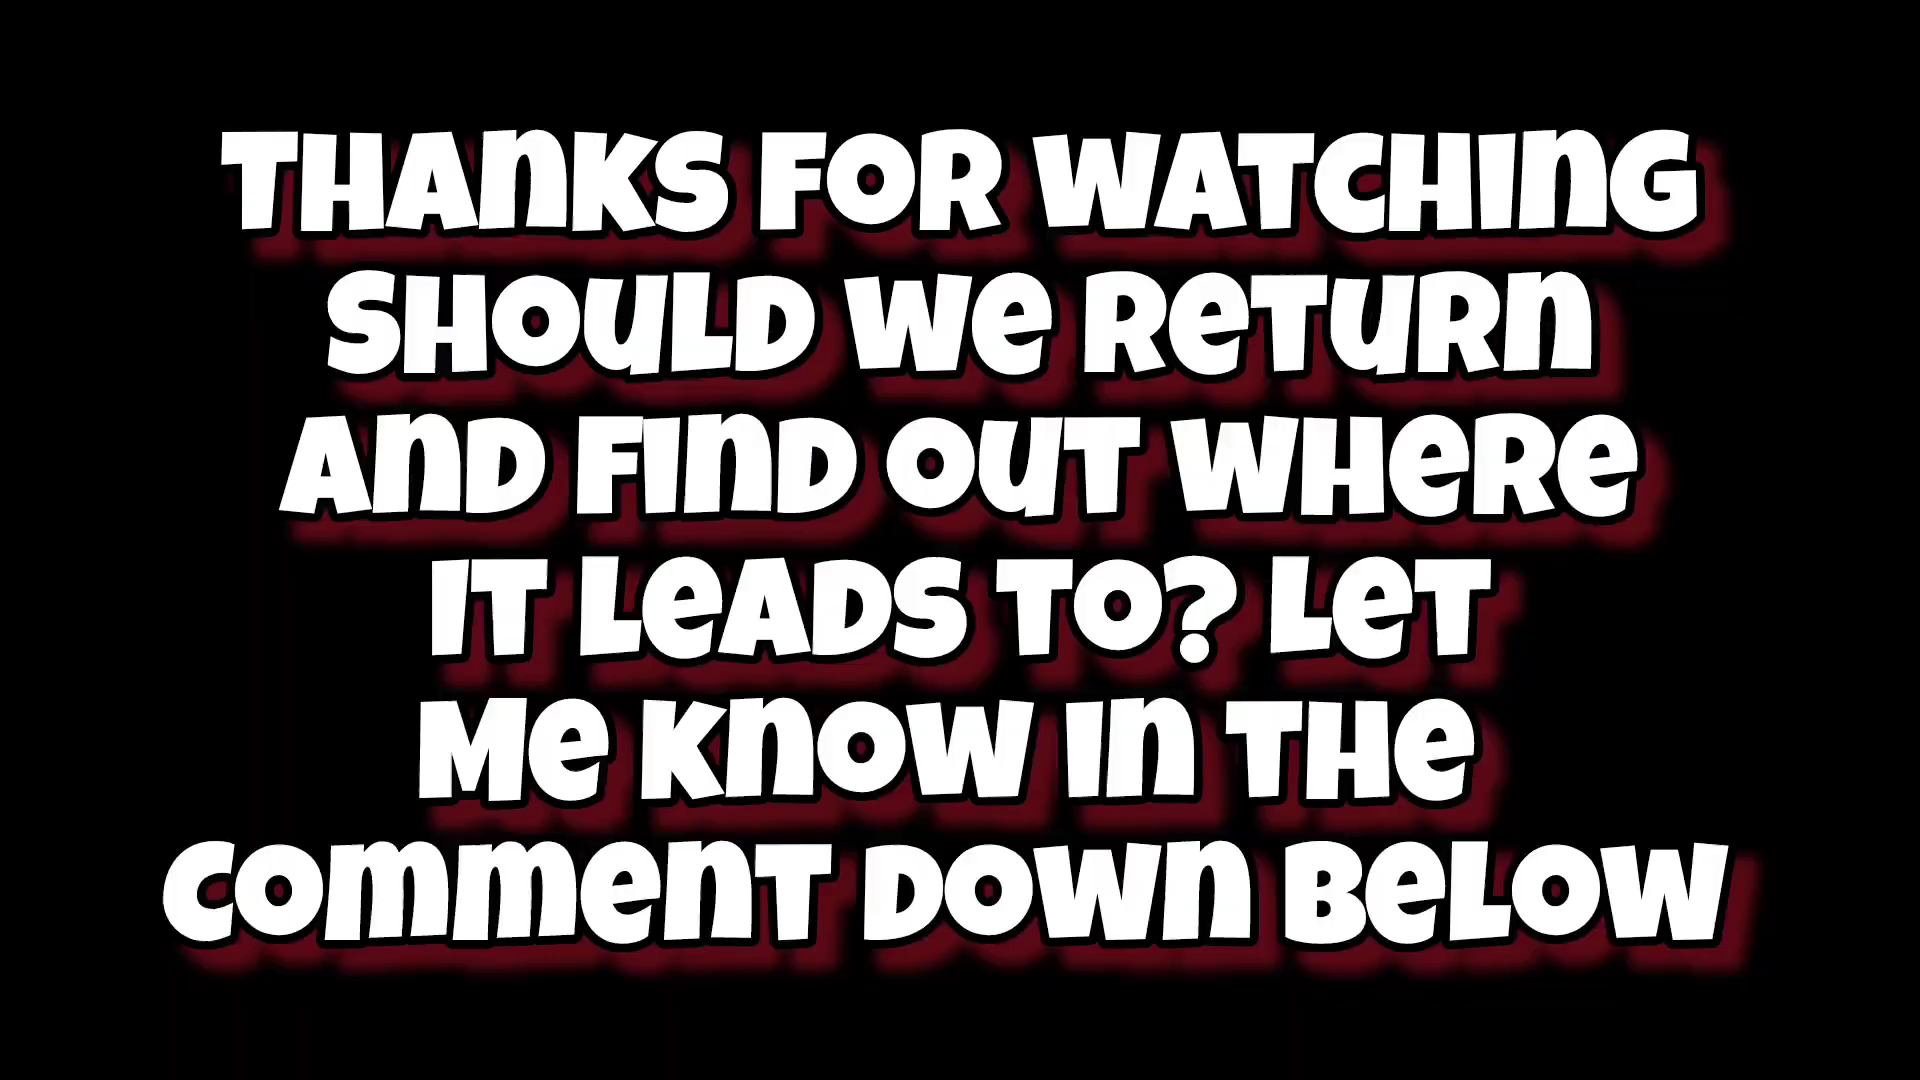 THANKS FOR WATCHING
SHOULD WE RETURN
AND FIND OUT WHERE
IT LEADS TO? LET
ME KNOW IN THE
COMMENT DOWN BELOW